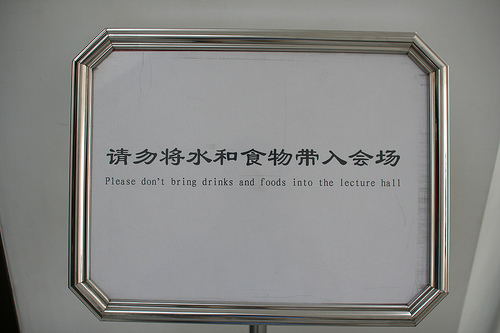 请勿将水和食物带入会场
Please don't bring drinks and foods into the lecture hall